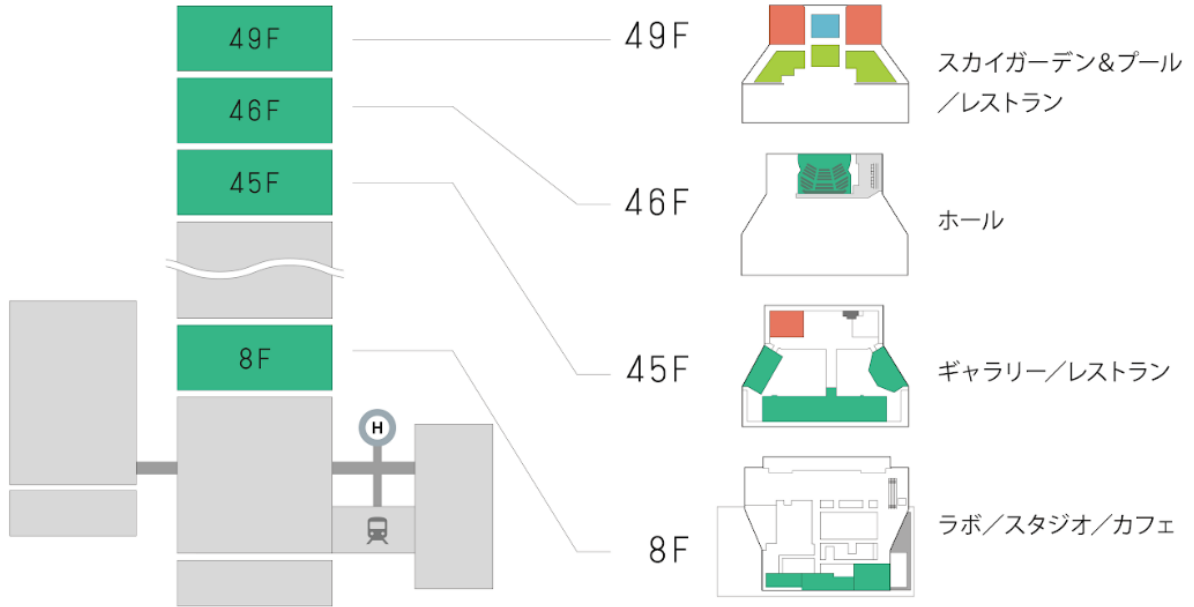 49F
46F
45F
8F
H
49F
スカイガーデン&プール
／レストラン
46F
ホール
45F
ギャラリー／レストラン
8F
ラボ／スタジオ／カフェ